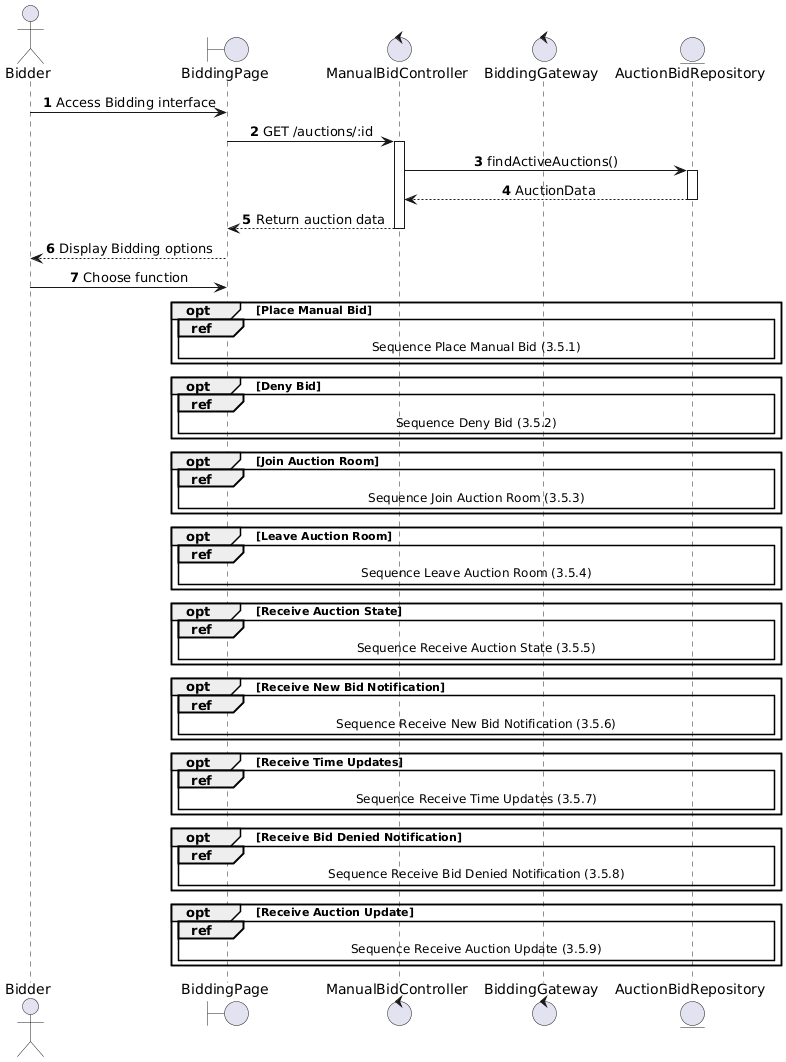 Bidder BiddingPage ManualBidController BiddingGateway AuctionBidRepository
1 Access Bidding interface
2 GET /auctions/:id
3 findActiveAuctions()
4 AuctionData
5 Return auction data
6 Display Bidding options
7 Choose function
opt [Place Manual Bid]
ref
Sequence Place Manual Bid (3.5.1)
opt [Deny Bid]
ref
Sequence Deny Bid (3.5.2)
opt [Join Auction Room]
ref
Sequence Join Auction Room (3.5.3)
opt [Leave Auction Room]
ref
Sequence Leave Auction Room (3.5.4)
opt [Receive Auction State]
ref
Sequence Receive Auction State (3.5.5)
opt [Receive New Bid Notification]
ref
Sequence Receive New Bid Notification (3.5.6)
opt [Receive Time Updates]
ref
Sequence Receive Time Updates (3.5.7)
opt [Receive Bid Denied Notification]
ref
Sequence Receive Bid Denied Notification (3.5.8)
opt [Receive Auction Update]
ref
Sequence Receive Auction Update (3.5.9)
Bidder BiddingPage ManualBidController BiddingGateway AuctionBidRepository